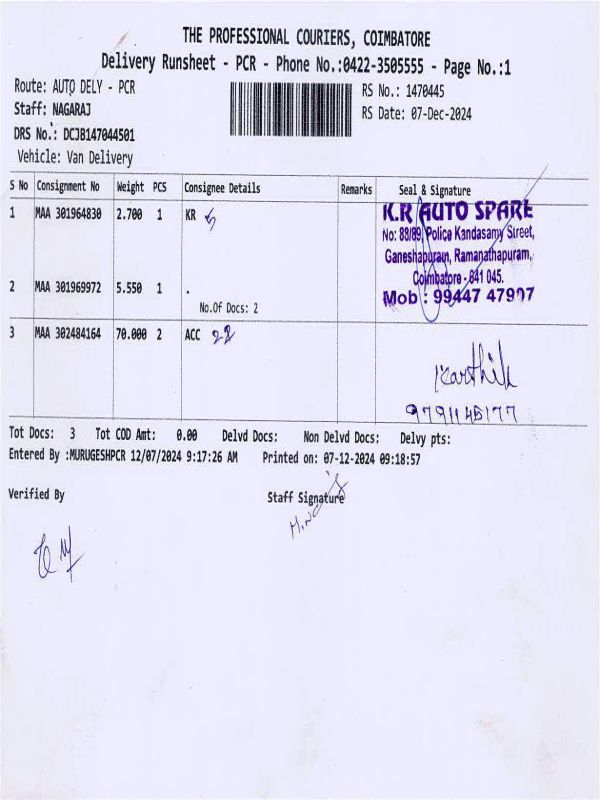 THE PROFESSIONAL COURIERS, COIMBATORE
Delivery Runsheet - PCR - Phone No.:0422-3505555 - Page No.:1
Route: AUTO DELY - PCR
RS No.: 1470445
Staff: NAGARAJ
RS Date: 07-Dec-2024
DRS No.: DCJB147044501
Vehicle: Van Delivery
S No Consignment No Weight PCS Consignee Details Remarks Seal & Signature
1 MAA 301964830 2.700 1 KR 5
K.R AUTO SPARE
No: 88/89, Police Kandasamy Street,
Ganeshapuram, Ramanathapuram,
Coimbatore - 641 045.
Mob : 99447 47907
2 MAA 301969972 5.550 1 .
No.Of Docs: 2
3 MAA 302484164 70.000 2 ACC 22
Karthik
9791145177
Tot Docs: 3 Tot COD Amt: 0.00 Delvd Docs: Non Delvd Docs: Delvy pts:
Entered By :MURUGESHPCR 12/07/2024 9:17:26 AM Printed on: 07-12-2024 09:18:57
Verified By Staff Signature